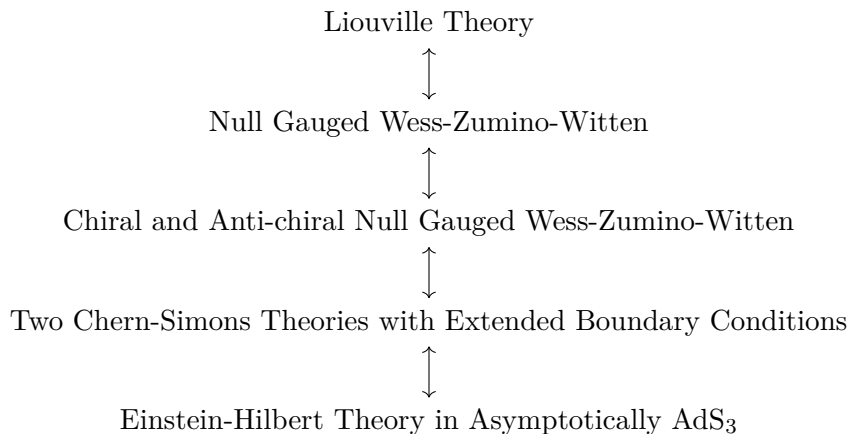 Liouville Theory
Null Gauged Wess-Zumino-Witten
Chiral and Anti-chiral Null Gauged Wess-Zumino-Witten
Two Chern-Simons Theories with Extended Boundary Conditions
Einstein-Hilbert Theory in Asymptotically AdS₃